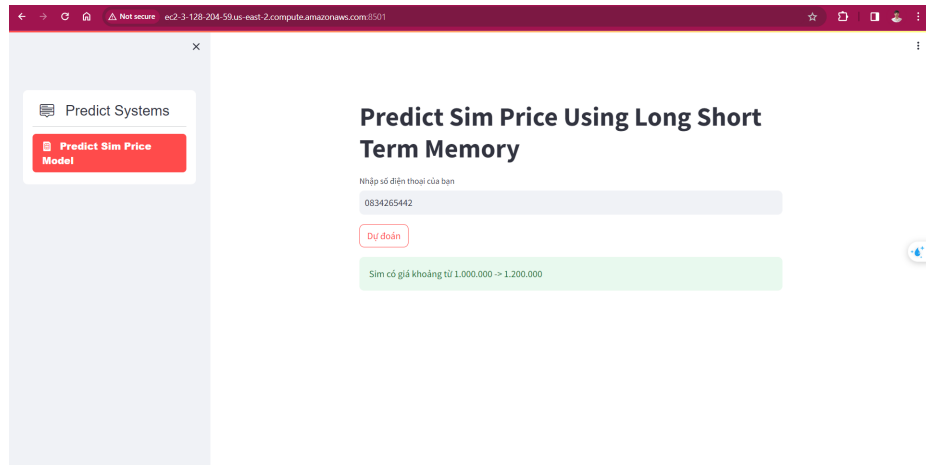 Not secure
ec2-3-128-204-59.us-east-2.compute.amazonaws.com:8501
Predict Systems
Predict Sim Price
Model
Predict Sim Price Using Long Short
Term Memory
Nhập số điện thoại của bạn
0834265442
Dự đoán
Sim có giá khoảng từ 1.000.000 -> 1.200.000